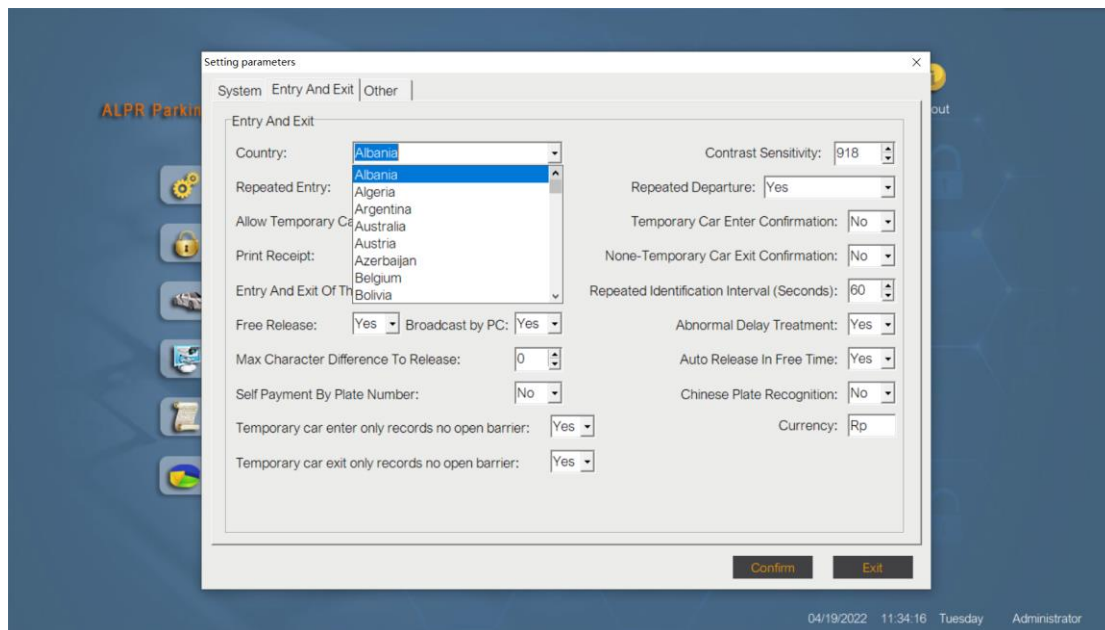 Setting parameters
System Entry And Exit Other
ALPR Parkin
out
Entry And Exit
Country: Albania Contrast Sensitivity: 918
Albania
Repeated Entry: Algeria Repeated Departure: Yes
Argentina
Allow Temporary Ca Australia Temporary Car Enter Confirmation: No
Austria
Print Receipt: Azerbaijan None-Temporary Car Exit Confirmation: No
Belgium
Entry And Exit Of Th Bolivia Repeated Identification Interval (Seconds): 60
Free Release: Yes Broadcast by PC: Yes Abnormal Delay Treatment: Yes
Max Character Difference To Release: 0 Auto Release In Free Time: Yes
Self Payment By Plate Number: No Chinese Plate Recognition: No
Temporary car enter only records no open barrier: Yes Currency: Rp
Temporary car exit only records no open barrier: Yes
Confirm Exit
04/19/2022 11:34:16 Tuesday Administrator